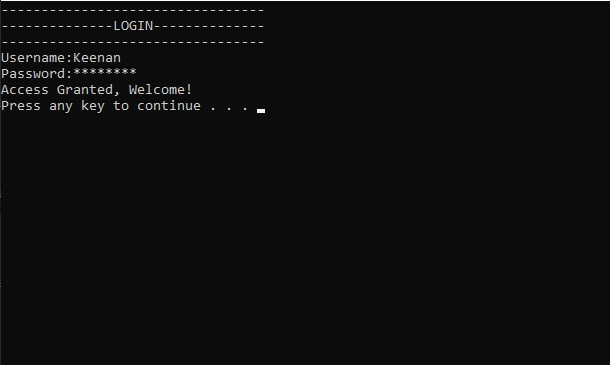 ---------------------------------
--------------LOGIN--------------
---------------------------------
Username:Keenan
Password:********
Access Granted, Welcome!
Press any key to continue . . .